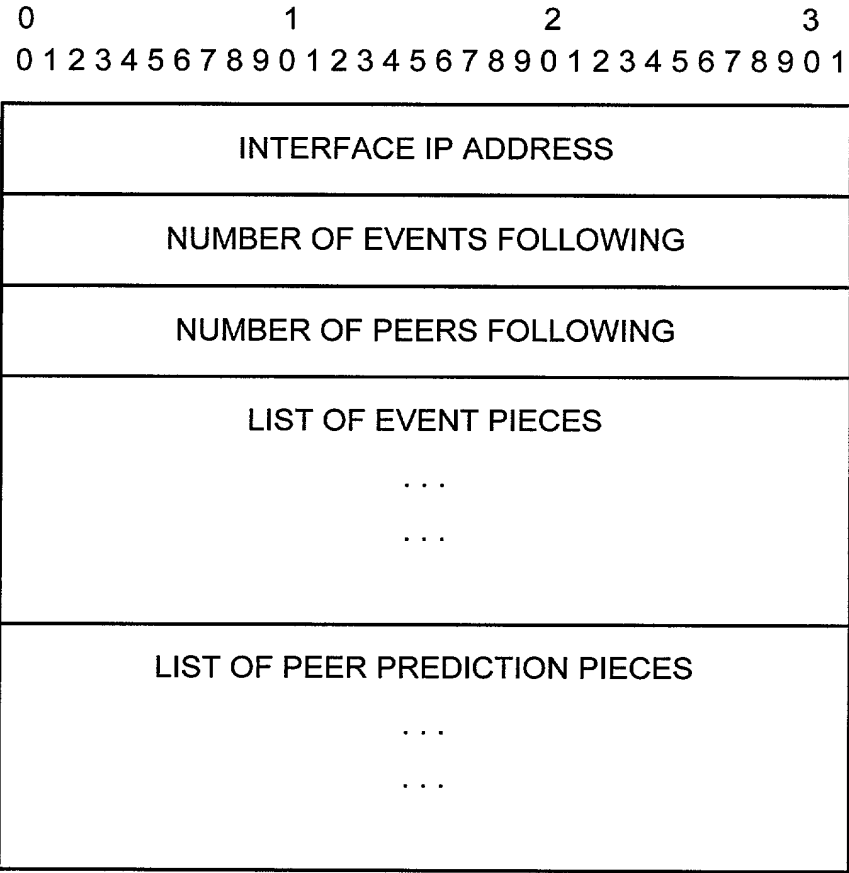 0 1 2 3
0 1 2 3 4 5 6 7 8 9 0 1 2 3 4 5 6 7 8 9 0 1 2 3 4 5 6 7 8 9 0 1
INTERFACE IP ADDRESS
NUMBER OF EVENTS FOLLOWING
NUMBER OF PEERS FOLLOWING
LIST OF EVENT PIECES
. . .
. . .
LIST OF PEER PREDICTION PIECES
. . .
. . .